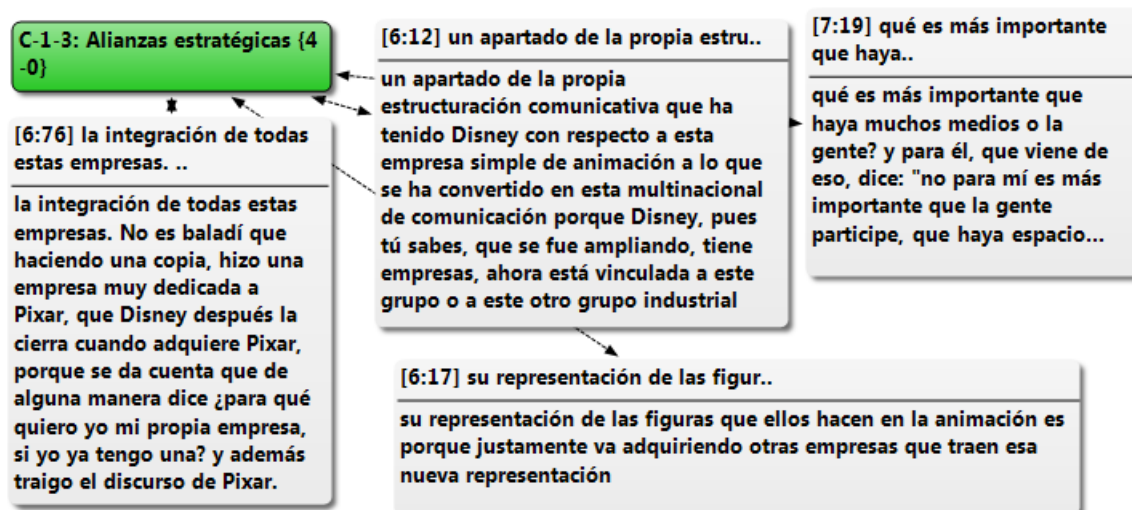 C-1-3: Alianzas estratégicas {4
-0}
[6:76] la integración de todas
estas empresas. ..
la integración de todas estas
empresas. No es baladí que
haciendo una copia, hizo una
empresa muy dedicada a
Pixar, que Disney después la
cierra cuando adquiere Pixar,
porque se da cuenta que de
alguna manera dice ¿para qué
quiero yo mi propia empresa,
si yo ya tengo una? y además
traigo el discurso de Pixar.
[6:12] un apartado de la propia estru..
un apartado de la propia
estructuración comunicativa que ha
tenido Disney con respecto a esta
empresa simple de animación a lo que
se ha convertido en esta multinacional
de comunicación porque Disney, pues
tú sabes, que se fue ampliando, tiene
empresas, ahora está vinculada a este
grupo o a este otro grupo industrial
[7:19] qué es más importante
que haya..
qué es más importante que
haya muchos medios o la
gente? y para él, que viene de
eso, dice: "no para mí es más
importante que la gente
participe, que haya espacio...
[6:17] su representación de las figur..
su representación de las figuras que ellos hacen en la animación es
porque justamente va adquiriendo otras empresas que traen esa
nueva representación